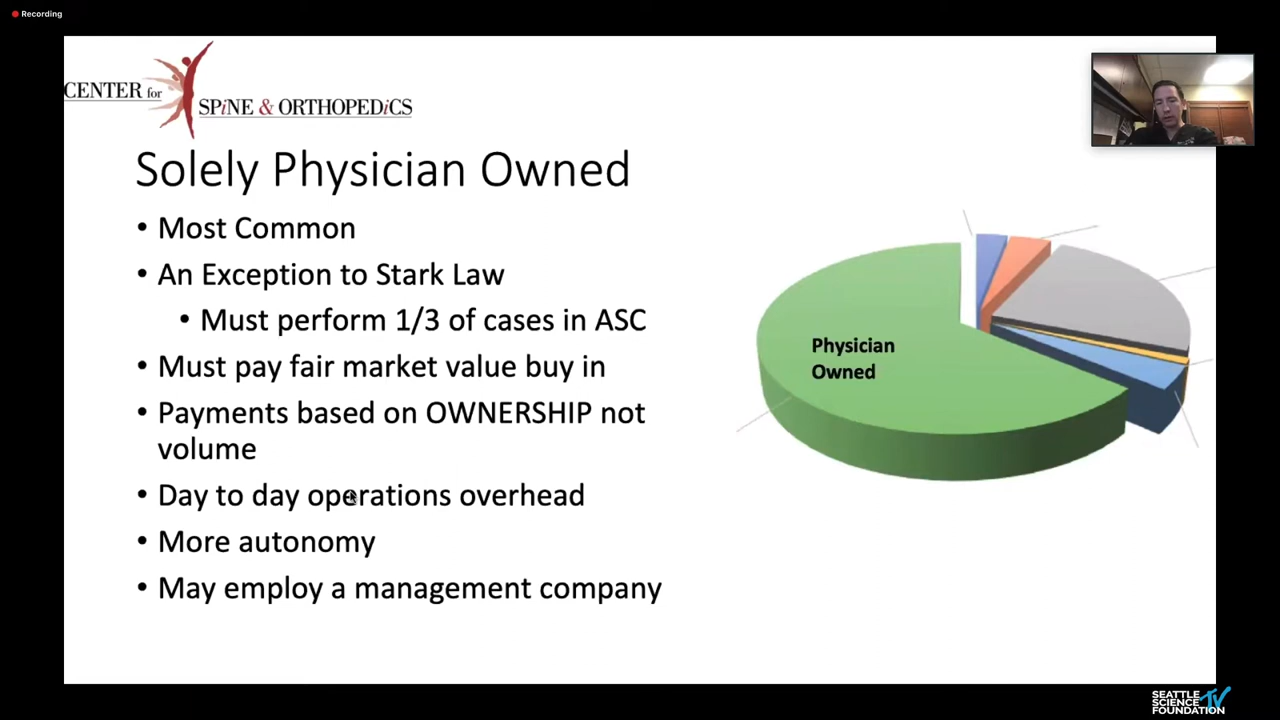 Recording
CENTER for
SPiNE & ORTHOPEDiCS
Solely Physician Owned
• Most Common
• An Exception to Stark Law
• Must perform 1/3 of cases in ASC
• Must pay fair market value buy in
• Payments based on OWNERSHIP not
volume
• Day to day operations overhead
• More autonomy
• May employ a management company
Physician
Owned
SEATTLE
SCIENCE
FOUNDATION
TV